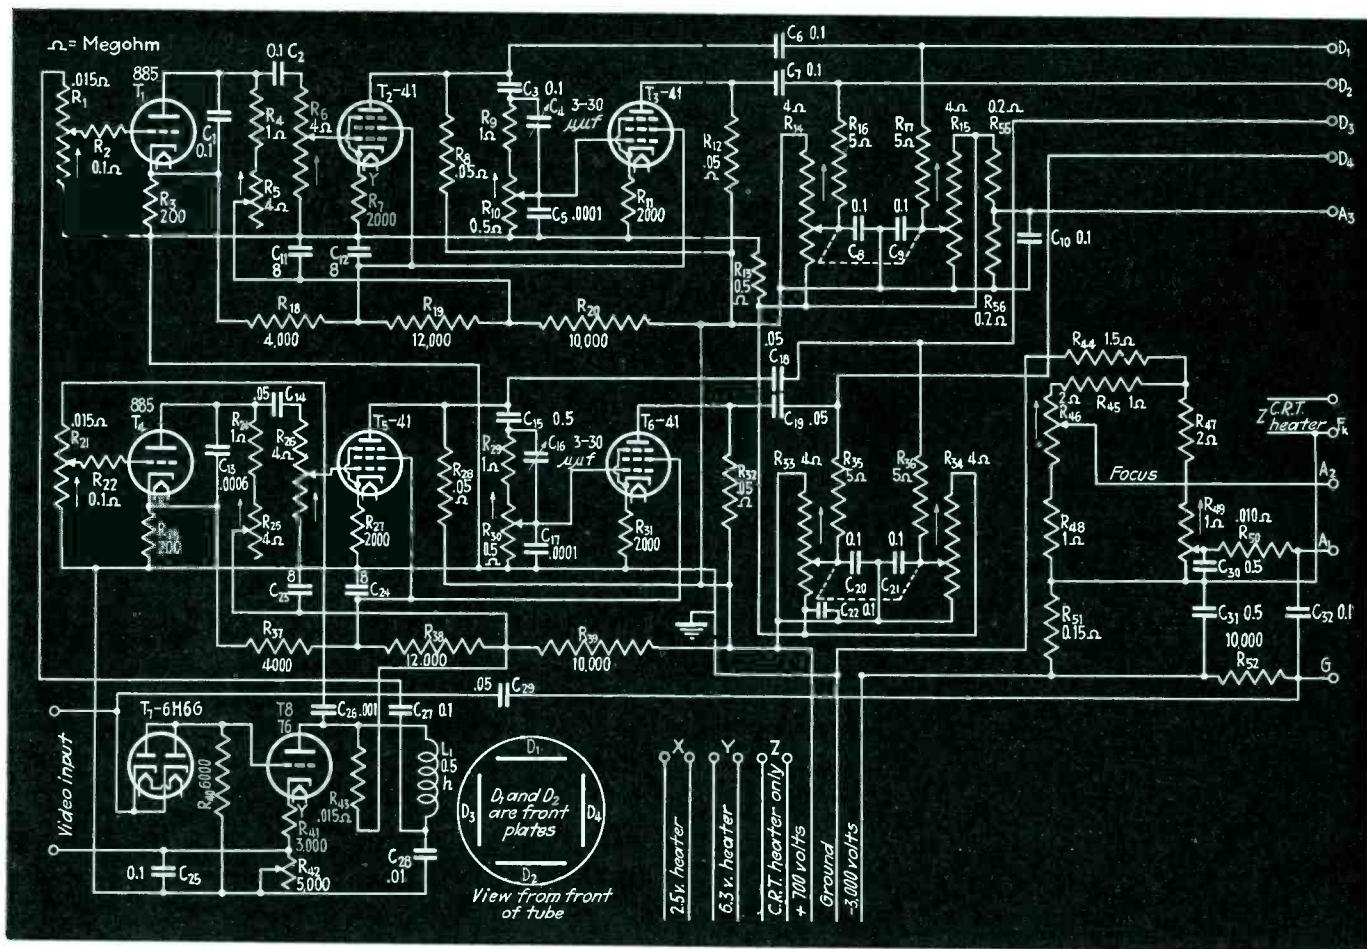 Ω = Megohm
C6 0.1
D1
C7 0.1
D2
D3
D4
A3
.015Ω
R1
885
T1
0.1 C2
R2
0.1Ω
C1
0.1
R3
200
R4
1Ω
R5
4Ω
R6
4Ω
T2-41
Y
R7
2000
R8
.05
Ω
C3 0.1
R9
1Ω
C4
3-30
μμf
R10
0.5Ω
C5 .0001
T3-41
R11
2000
R12
.05
Ω
R13
0.5
Ω
4Ω
R14
R16
5Ω
R17
5Ω
4Ω
R15
0.2Ω
R55
0.1
C8
0.1
C9
C10 0.1
R56
0.2Ω
C11
8
C12
8
R18
4,000
R19
12,000
R20
10,000
.05
C18
C19 .05
.015Ω
R21
885
T4
.05 C14
R22
0.1Ω
C13
.0006
200
R24
1Ω
R25
4Ω
R26
4Ω
T5-41
R27
2000
R28
.05
Ω
C15 0.5
R29
1Ω
C16
3-30
μμf
R30
0.5
Ω
C17
.0001
T6-41
R31
2000
R32
.05
Ω
R33 4Ω
R35
5Ω
R36
5Ω
R34 4Ω
0.1
C20
0.1
C21
C22 0.1
8
C23
8
C24
R37
4000
R38
12,000
R39
10,000
R44 1.5Ω
2Ω
R46
R45 1Ω
R47
2Ω
Focus
R48
1Ω
R49
1Ω
.010Ω
R50
C30 0.5
R51
0.15Ω
C31 0.5
10,000
R52
C32 0.1
Z C.R.T. heater
Fk
A2
A1
G
.05 C29
Video input
T7-6H6G
R40 6000
T8
76
C26 .001
C27 0.1
Y
R41
3,000
R42
5,000
R43
.015Ω
L1
0.5
h
C28
.01
0.1 C25
D1
D3
D1 and D2
are front
plates
D4
D2
View from front
of tube
X
Y
Z
2.5 v. heater
6.3 v. heater
C.R.T. heater only
+ 700 volts
Ground
-3,000 volts